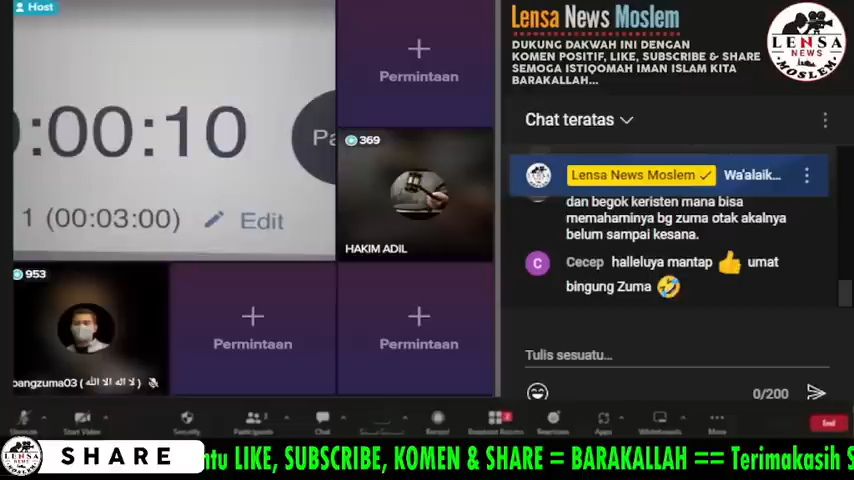 Host
:00:10
Pa
1 (00:03:00) Edit
Permintaan
369
HAKIM ADIL
953
bangzuma03 (لا اله الا الله)
Permintaan
Permintaan
Lensa News Moslem
DUKUNG DAKWAH INI DENGAN
KOMEN POSITIF, LIKE, SUBSCRIBE & SHARE
SEMOGA ISTIQOMAH IMAN ISLAM KITA
BARAKALLAH...
LENSA
NEWS
MOSLEM
Chat teratas
Lensa News Moslem Wa'alaik...
dan begok keristen mana bisa
memahaminya bg zuma otak akalnya
belum sampai kesana.
C Cecep halleluya mantap 👍 umat
bingung Zuma 🤣
Tulis sesuatu...
0/200
Start Video
Security
Participants
Chat
Record
Breakout Rooms
Reactions
Apps
Whiteboards
More
End
LENSA
NEWS
MOSLEM
SHARE
ntu LIKE, SUBSCRIBE, KOMEN & SHARE = BARAKALLAH == Terimakasih S